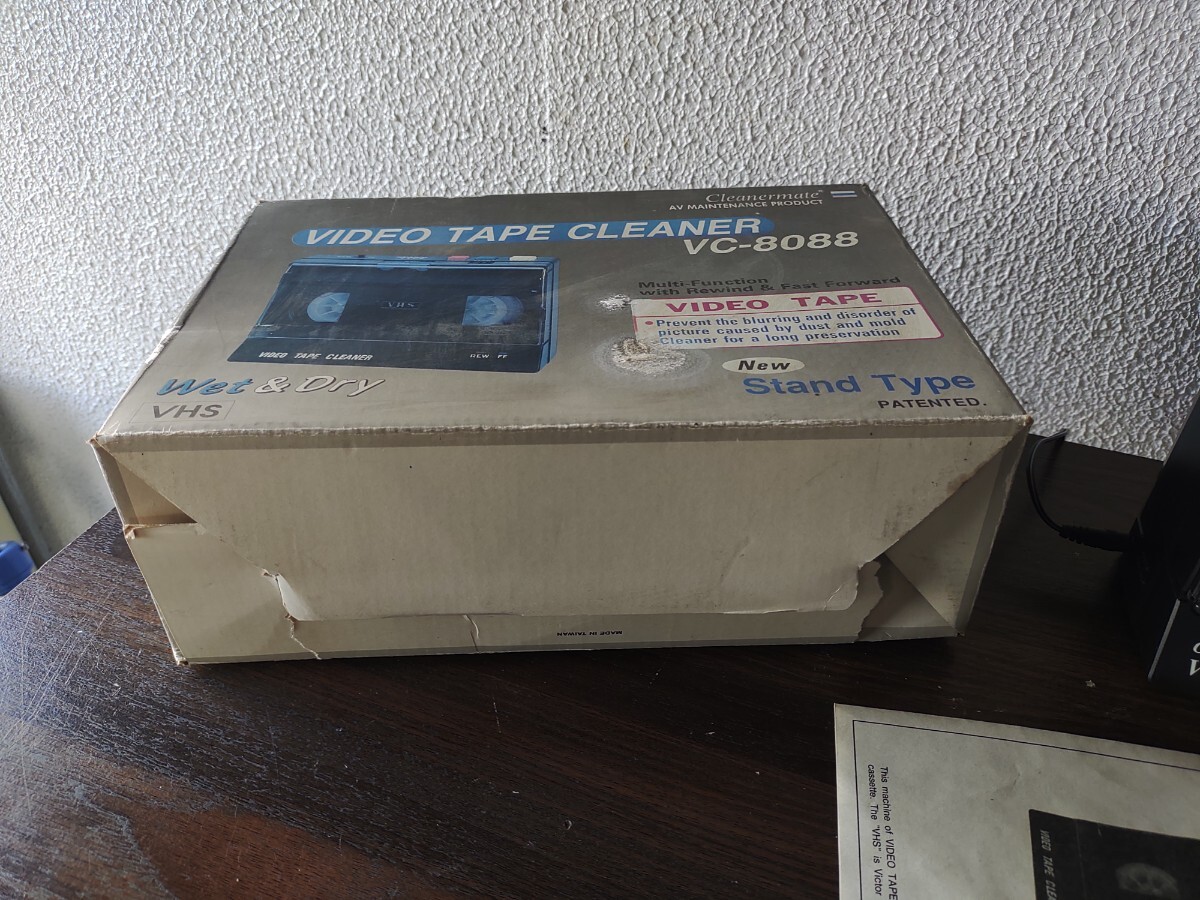 Cleanermate
AV MAINTENANCE PRODUCT
VIDEO TAPE CLEANER
VC-8088
Multi-Function
with Rewind & Fast Forward
VIDEO TAPE
•Prevent the blurring and disorder of
picture caused by dust and mold
•Cleaner for a long preservation
New
Stand Type
PATENTED.
VHS
VIDEO TAPE CLEANER
REW FF
Wet & Dry
VHS
MADE IN TAIWAN
This machine of VIDEO TAPE
cassette. The "VHS" is Victor
VIDEO TAPE CLEA